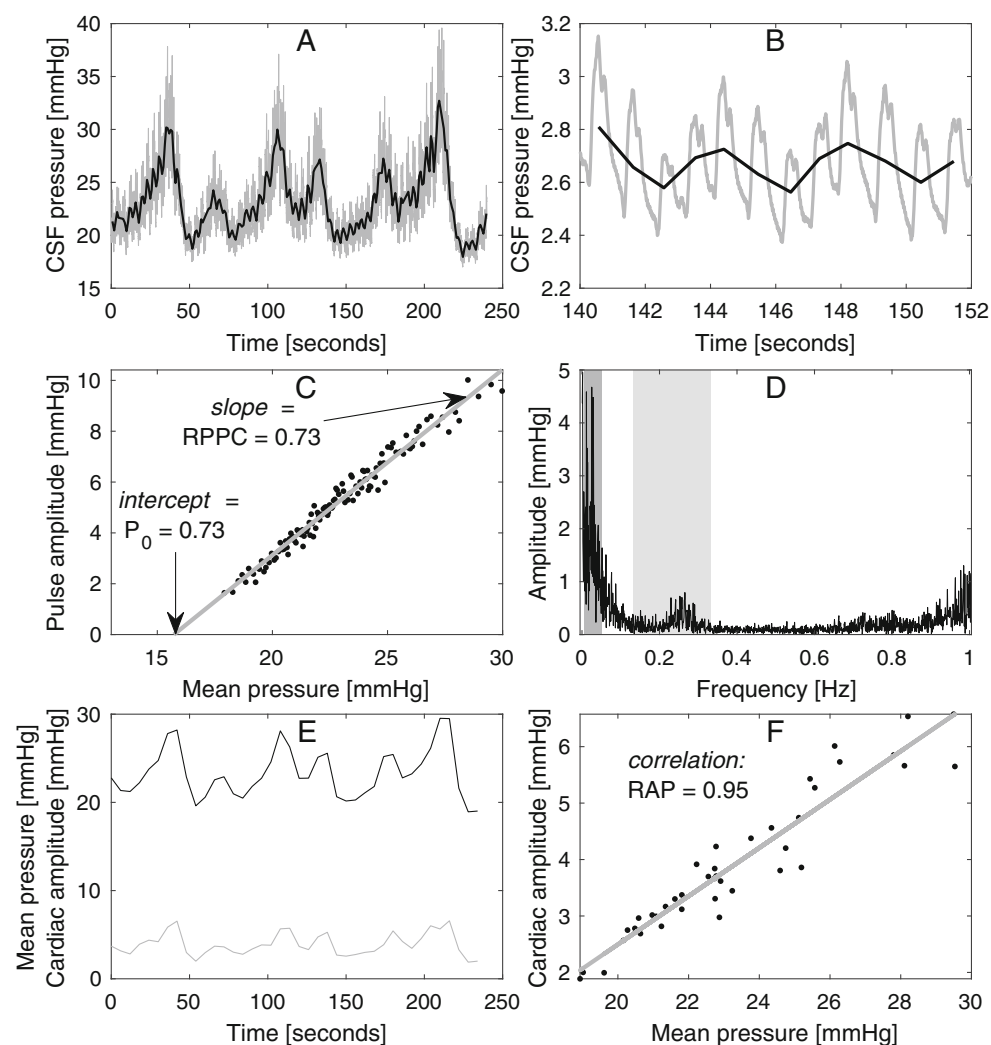 A
CSF pressure [mmHg]
40
35
30
25
20
15
0 50 100 150 200 250
Time [seconds]
B
CSF pressure [mmHg]
3.2
3
2.8
2.6
2.4
2.2
140 142 144 146 148 150 152
Time [seconds]
C
Pulse amplitude [mmHg]
10
8
6
4
2
0
slope =
RPPC = 0.73
intercept =
P0 = 0.73
15 20 25 30
Mean pressure [mmHg]
D
Amplitude [mmHg]
5
4
3
2
1
0
0 0.2 0.4 0.6 0.8 1
Frequency [Hz]
E
Mean pressure [mmHg]
Cardiac amplitude [mmHg]
30
20
10
0
0 50 100 150 200 250
Time [seconds]
F
Cardiac amplitude [mmHg]
6
5
4
3
2
correlation:
RAP = 0.95
20 22 24 26 28 30
Mean pressure [mmHg]